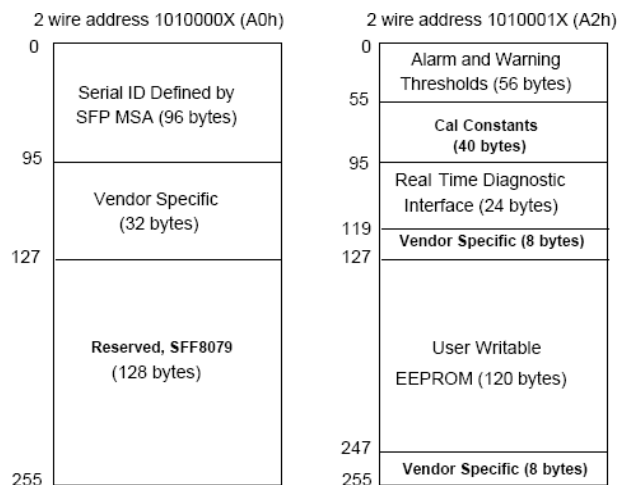 2 wire address 1010000X (A0h)
0
Serial ID Defined by
SFP MSA (96 bytes)
95
Vendor Specific
(32 bytes)
127
Reserved, SFF8079
(128 bytes)
255
2 wire address 1010001X (A2h)
0
Alarm and Warning
Thresholds (56 bytes)
55
Cal Constants
(40 bytes)
95
Real Time Diagnostic
Interface (24 bytes)
119
Vendor Specific (8 bytes)
127
User Writable
EEPROM (120 bytes)
247
Vendor Specific (8 bytes)
255